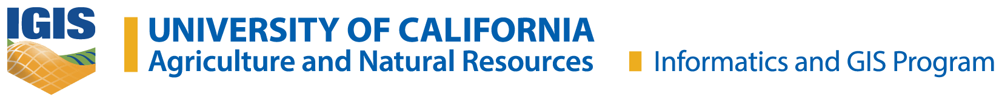 IGIS
UNIVERSITY OF CALIFORNIA
Agriculture and Natural Resources
Informatics and GIS Program